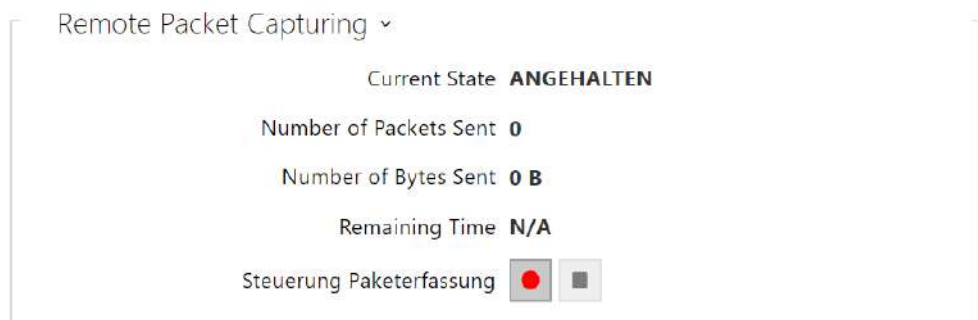 Remote Packet Capturing
Current State ANGEHALTEN
Number of Packets Sent 0
Number of Bytes Sent 0 B
Remaining Time N/A
Steuerung Paketerfassung